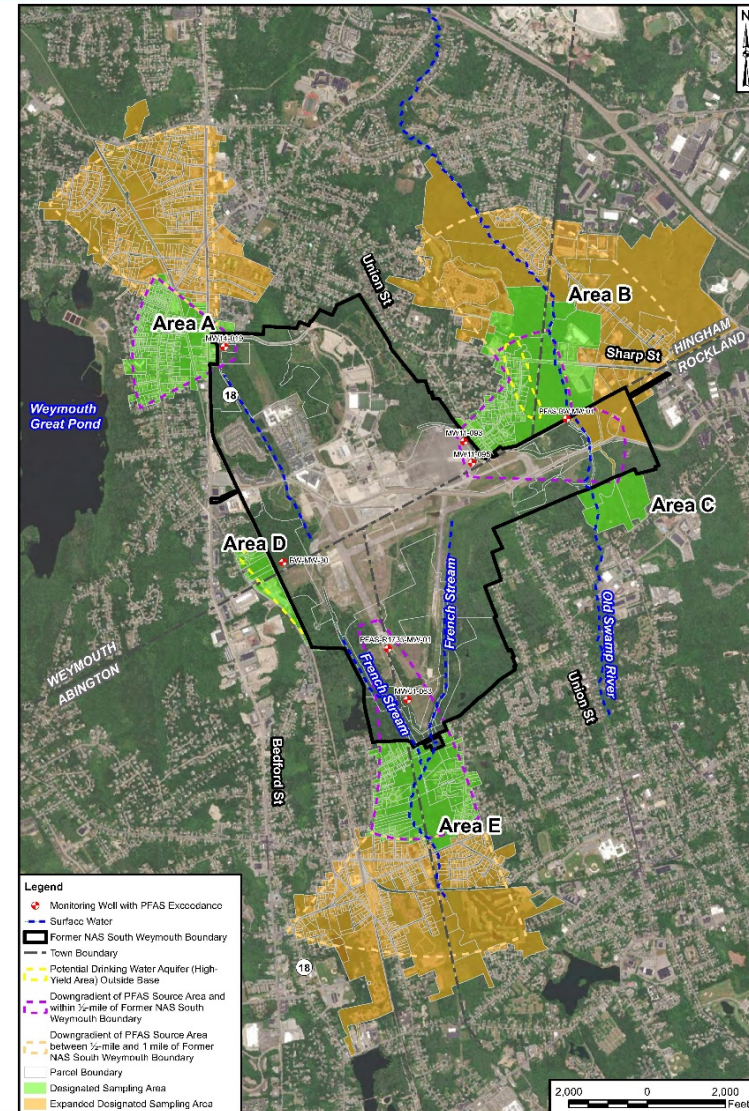 N
Union St
Area B
Area A
Sharp St
HINGHAM
ROCKLAND
Weymouth
Great Pond
18
Area C
Area D
French Stream
Old Swamp River
French Stream
WEYMOUTH
ABINGTON
Union St
Bedford St
Area E
18
Legend
Monitoring Well with PFAS Exceedance
Surface Water
Former NAS South Weymouth Boundary
Town Boundary
Potential Drinking Water Aquifer (High-
Yield Area) Outside Base
Downgradient of PFAS Source Area and
within ½-mile of Former NAS South
Weymouth Boundary
Downgradient of PFAS Source Area
between ½-mile and 1 mile of Former
NAS South Weymouth Boundary
Parcel Boundary
Designated Sampling Area
Expanded Designated Sampling Area
2,000 0 2,000
Feet